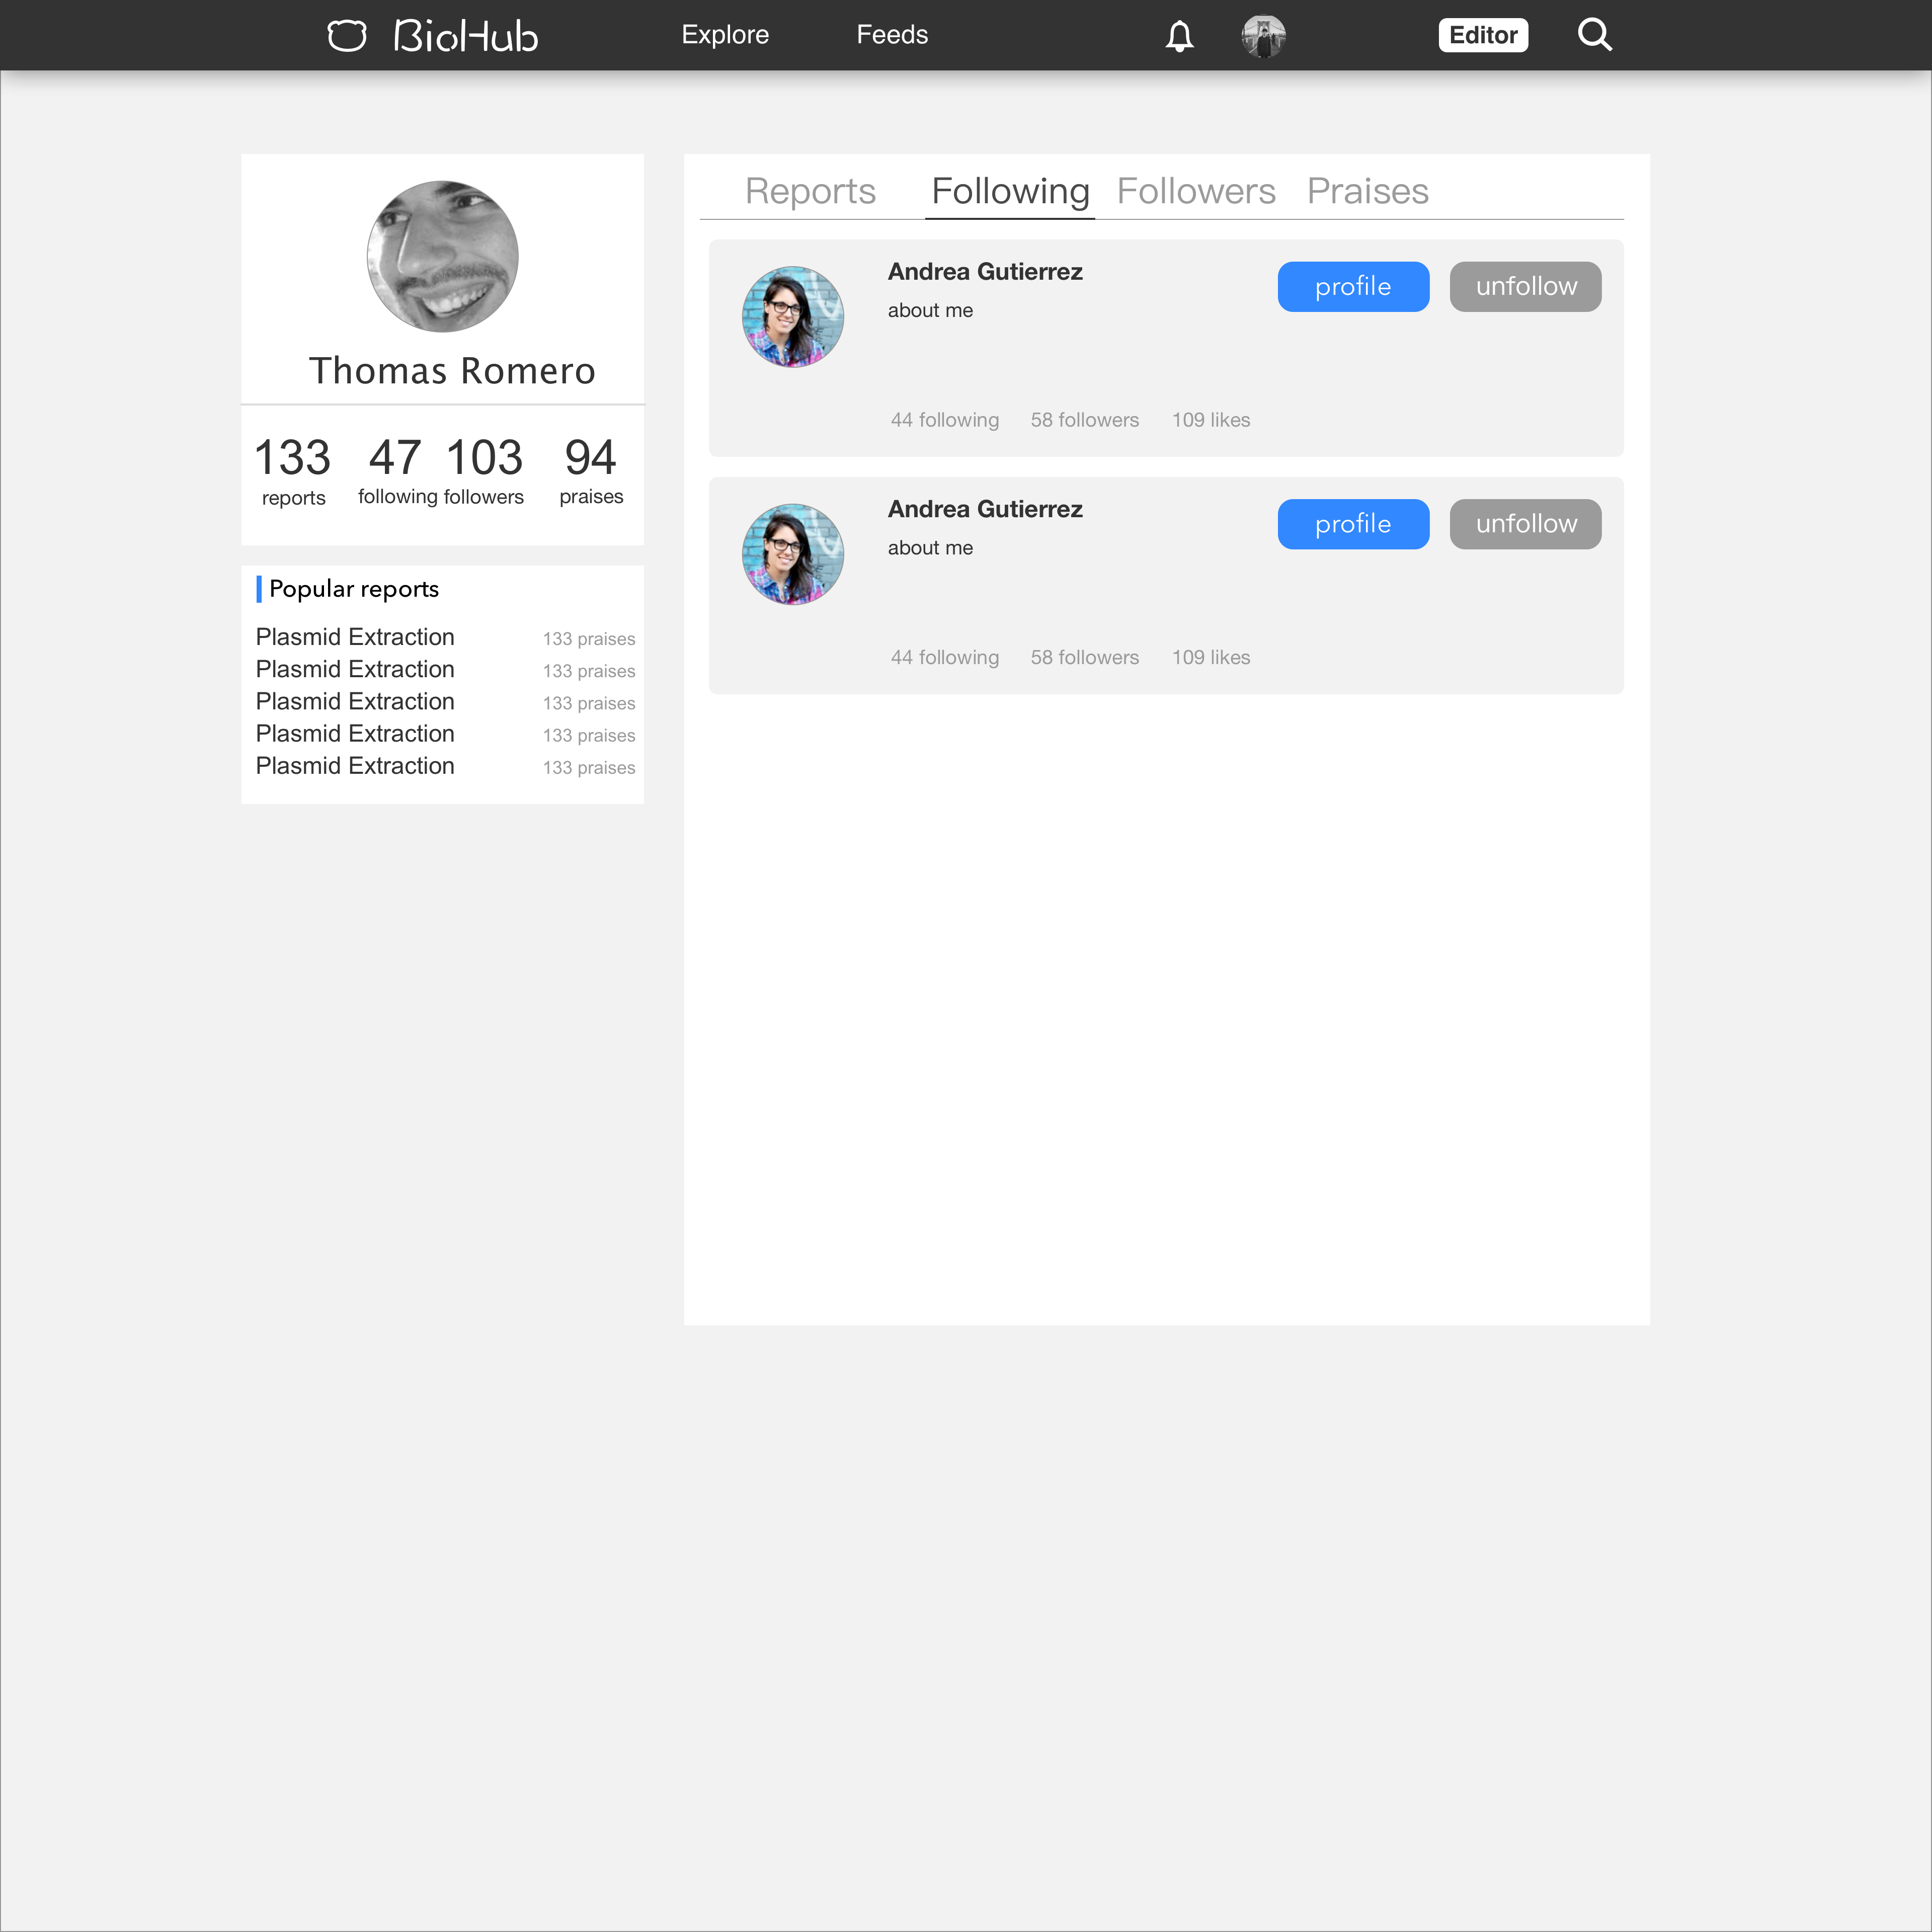 BioHub Explore Feeds Editor
Thomas Romero
133 47 103 94
reports following followers praises
Popular reports
Plasmid Extraction 133 praises
Plasmid Extraction 133 praises
Plasmid Extraction 133 praises
Plasmid Extraction 133 praises
Plasmid Extraction 133 praises
Reports Following Followers Praises
Andrea Gutierrez
about me
profile unfollow
44 following 58 followers 109 likes
Andrea Gutierrez
about me
profile unfollow
44 following 58 followers 109 likes